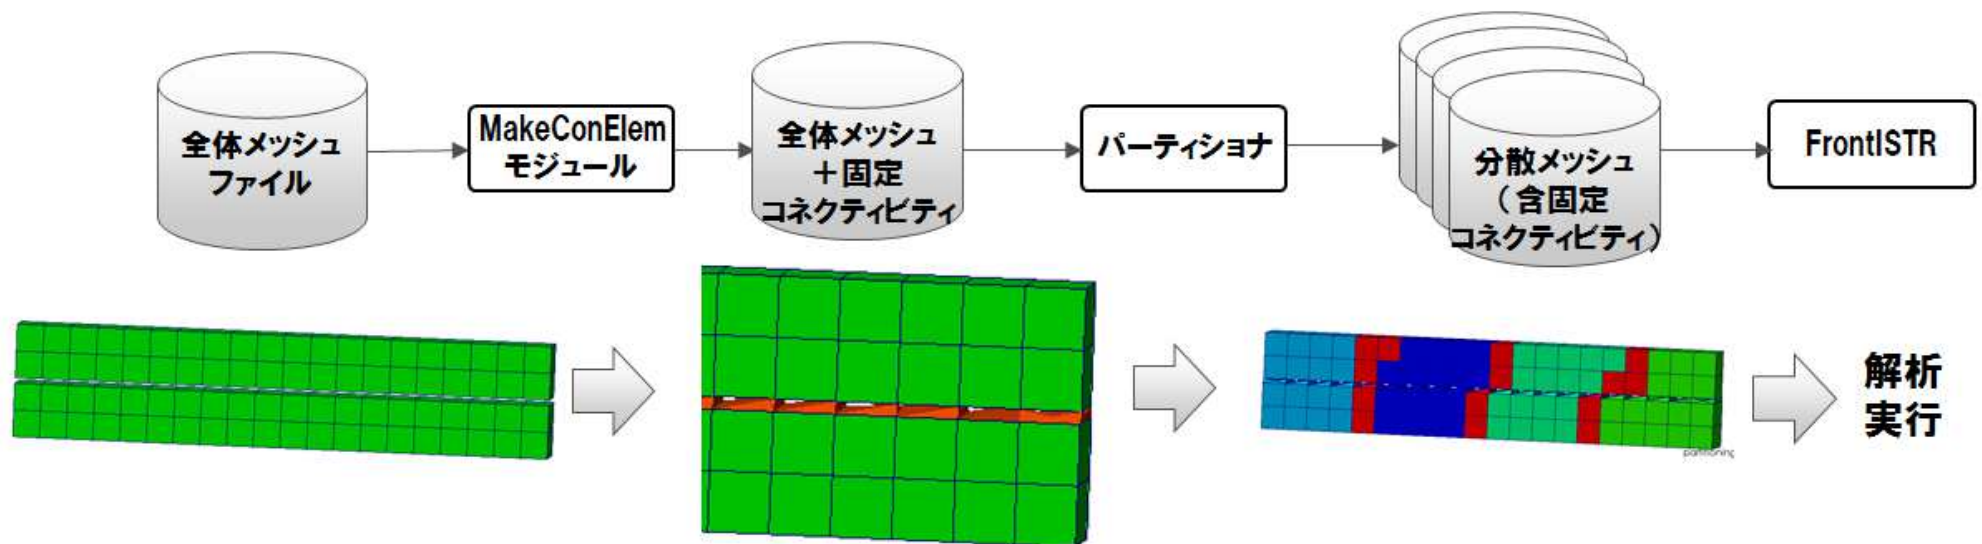 全体メッシュ
ファイル
MakeConElem
モジュール
全体メッシュ
＋固定
コネクティビティ
パーティショナ
分散メッシュ
（含固定
コネクティビティ）
FrontISTR
partitioning
解析
実行